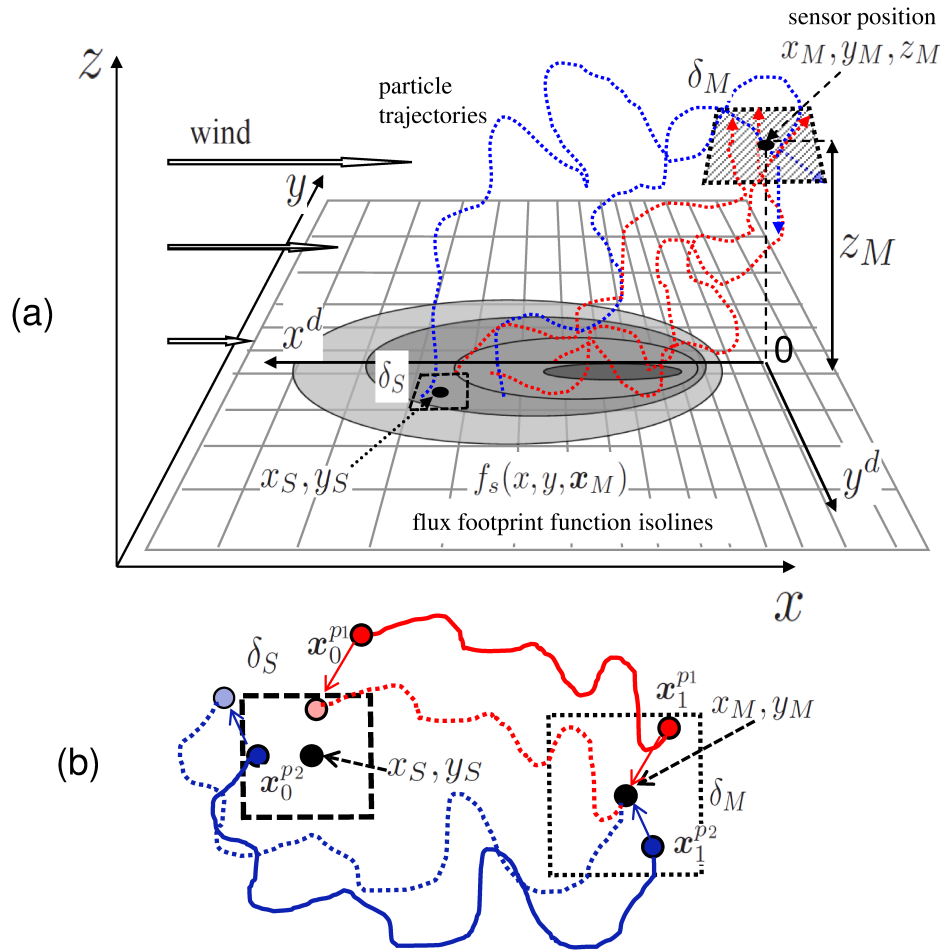 sensor position
x_M, y_M, z_M
z
δ_M
particle
trajectories
wind
y
z_M
(a)
x^d
0
δ_S
x_S, y_S
f_s(x, y, x_M)
y^d
flux footprint function isolines
x
x_0^{p1}
δ_S
x_1^{p1}
x_M, y_M
(b)
x_S, y_S
x_0^{p2}
δ_M
x_1^{p2}